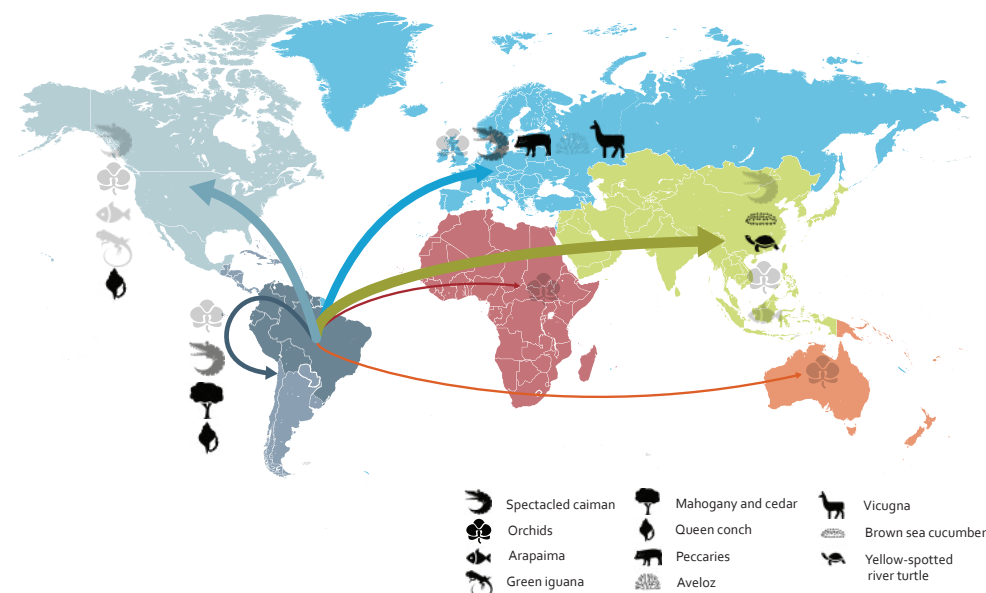 Spectacled caiman
Orchids
Arapaima
Green iguana
Mahogany and cedar
Queen conch
Peccaries
Aveloz
Vicugna
Brown sea cucumber
Yellow-spotted
river turtle